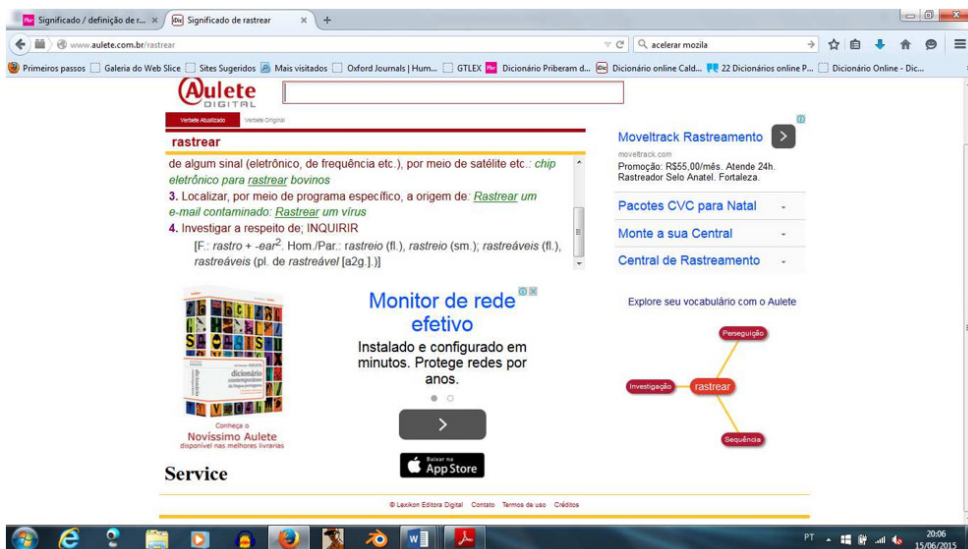 Significado / definição de r...
Significado de rastrear
www.aulete.com.br/rastrear
acelerar mozila
Primeiros passos
Galeria do Web Slice
Sites Sugeridos
Mais visitados
Oxford Journals | Hum...
GTLEX
Dicionário Priberam d...
Dicionário online Cald...
22 Dicionários online P...
Dicionário Online - Dic...
Aulete
DIGITAL
Verbete Atualizado
Verbete Original
rastrear
de algum sinal (eletrônico, de frequência etc.), por meio de satélite etc.: chip
eletrônico para rastrear bovinos
3. Localizar, por meio de programa específico, a origem de: Rastrear um
e-mail contaminado: Rastrear um vírus
4. Investigar a respeito de; INQUIRIR
[F.: rastro + -ear2. Hom./Par.: rastreio (fl.), rastreio (sm.); rastreáveis (fl.),
rastreáveis (pl. de rastreável [a2g.].)]
Moveltrack Rastreamento
moveltrack.com
Promoção: R$55,00/mês. Atende 24h.
Rastreador Selo Anatel. Fortaleza.
Pacotes CVC para Natal
Monte a sua Central
Central de Rastreamento
dicionário
contemporâneo
da língua portuguesa
Conheça o
Novíssimo Aulete
disponível nas melhores livrarias
Service
Monitor de rede
efetivo
Instalado e configurado em
minutos. Protege redes por
anos.
Baixar na
App Store
Explore seu vocabulário com o Aulete
Perseguição
Investigação
rastrear
Sequência
© Lexikon Editora Digital
Contato
Termos de uso
Créditos
PT
20:06
15/06/2015